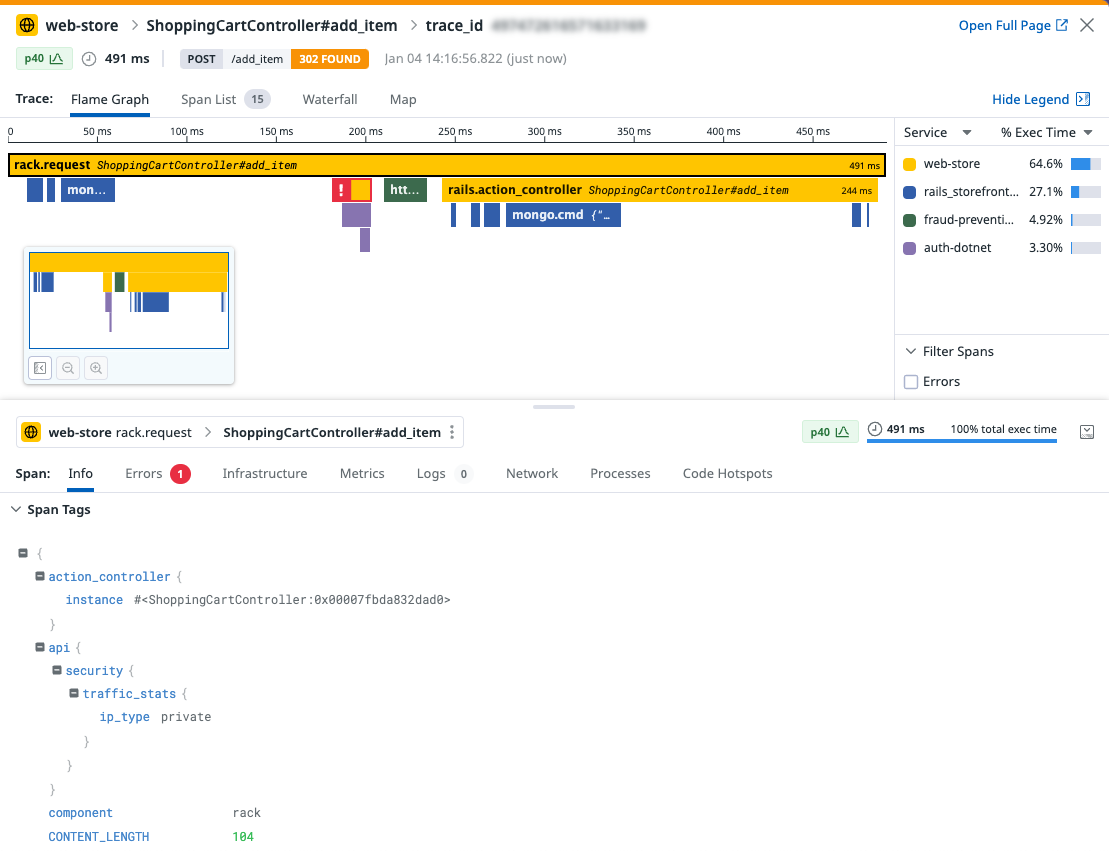 web-store > ShoppingCartController#add_item > trace_id
Open Full Page
p40 491 ms POST /add_item 302 FOUND Jan 04 14:16:56.822 (just now)
Trace: Flame Graph Span List 15 Waterfall Map
Hide Legend
0 50 ms 100 ms 150 ms 200 ms 250 ms 300 ms 350 ms 400 ms 450 ms
Service % Exec Time
rack.request ShoppingCartController#add_item 491 ms
mon... ! htt... rails.action_controller ShoppingCartController#add_item 244 ms
mongo.cmd {"…
web-store 64.6%
rails_storefront... 27.1%
fraud-preventi... 4.92%
auth-dotnet 3.30%
Filter Spans
Errors
web-store rack.request > ShoppingCartController#add_item
p40 491 ms 100% total exec time
Span: Info Errors 1 Infrastructure Metrics Logs 0 Network Processes Code Hotspots
Span Tags
{
action_controller {
instance #<ShoppingCartController:0x00007fbda832dad0>
}
api {
security {
traffic_stats {
ip_type private
}
}
}
component rack
CONTENT_LENGTH 104